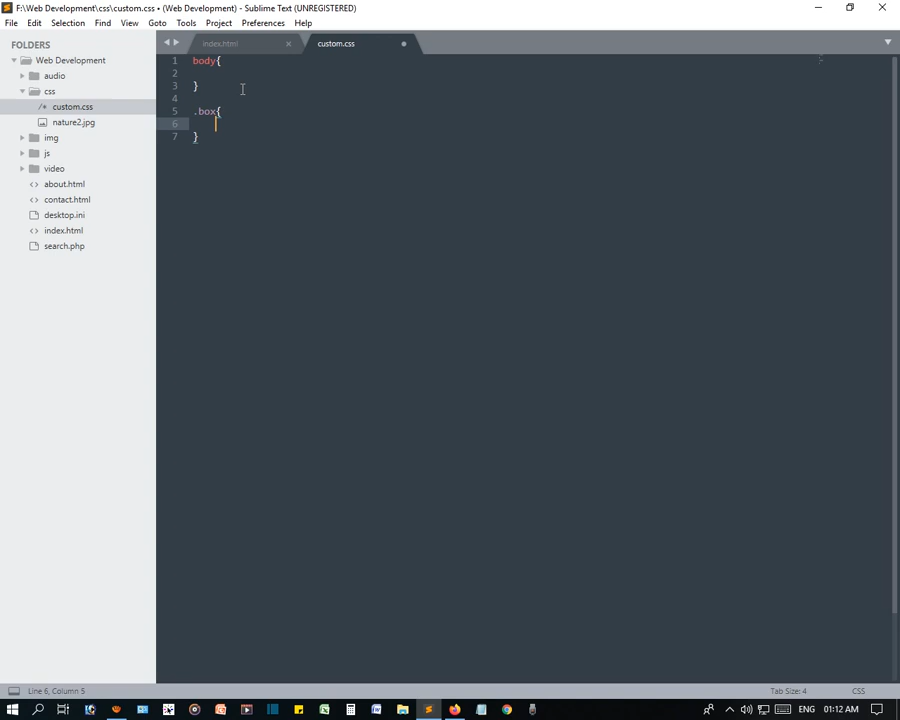 F:\Web Development\css\custom.css • (Web Development) - Sublime Text (UNREGISTERED)
File Edit Selection Find View Goto Tools Project Preferences Help
FOLDERS
Web Development
audio
css
custom.css
nature2.jpg
img
js
video
about.html
contact.html
desktop.ini
index.html
search.php
index.html
custom.css
1 body{
2
3 }
4
5 .box{
6
7 }
Line 6, Column 5
Tab Size: 4
CSS
ENG
01:12 AM